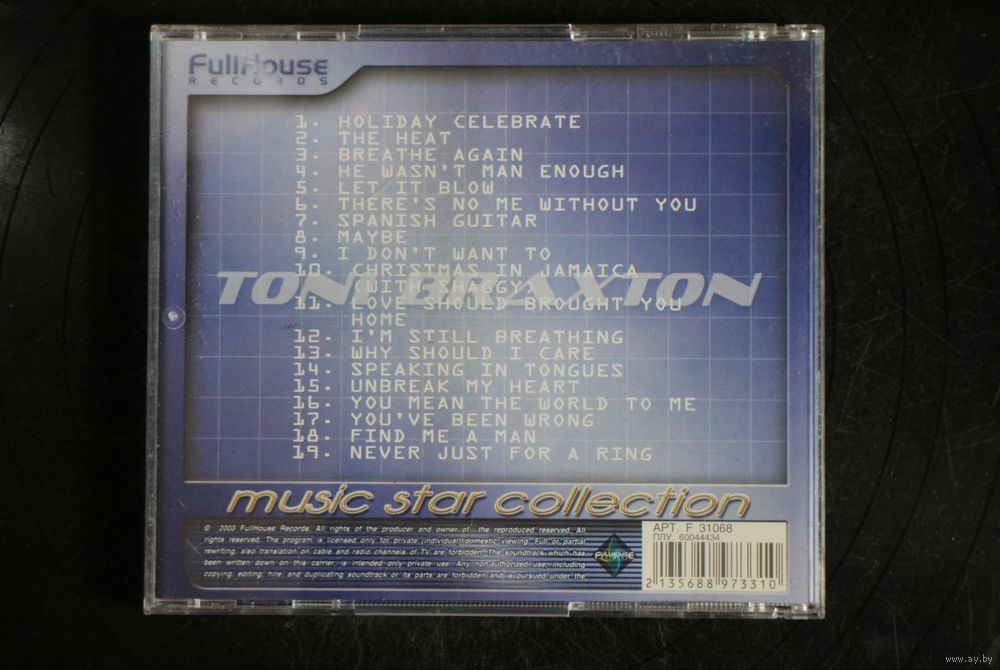 FullHouse
RECORDS
1. HOLIDAY CELEBRATE
2. THE HEAT
3. BREATHE AGAIN
4. HE WASN'T MAN ENOUGH
5. LET IT BLOW
6. THERE'S NO ME WITHOUT YOU
7. SPANISH GUITAR
8. MAYBE
9. I DON'T WANT TO
10. CHRISTMAS IN JAMAICA
(WITH SHAGGY)
TONI BRAXTON
11. LOVE SHOULD BROUGHT YOU
HOME
12. I'M STILL BREATHING
13. WHY SHOULD I CARE
14. SPEAKING IN TONGUES
15. UNBREAK MY HEART
16. YOU MEAN THE WORLD TO ME
17. YOU'VE BEEN WRONG
18. FIND ME A MAN
19. NEVER JUST FOR A RING
music star collection
© 2003 FullHouse Records. All rights of the producer and owner of the reproduced reserved. All
rights reserved. The program is licensed only for private (individual) domestic viewing. Full or partial
rewriting, also translation on cable and radio channels of TV are forbidden. The soundtrack which has
been written down on this carrier, is intended only private use. Any non-authorized use, including
copying, editing, hire, and duplicating soundtrack or its parts are forbidden and is pursued under the
FULLHOUSE
АРТ. F 31068
ПЛУ. 60044434
2 135688 973310
www.ay.by